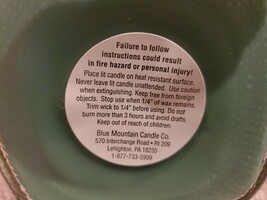 Failure to follow
instructions could result
in fire hazard or personal injury!
Place lit candle on heat resistant surface.
Never leave lit candle unattended. Use caution
when extinguishing. Keep free from foreign
objects. Stop use when 1/4" of wax remains.
Trim wick to 1/4" before using. Do not
burn more than 3 hours and avoid drafts.
Keep out of reach of children.
Blue Mountain Candle Co.
570 Interchange Road • Rt 209
Lehighton, PA 18235
1-877-733-3999